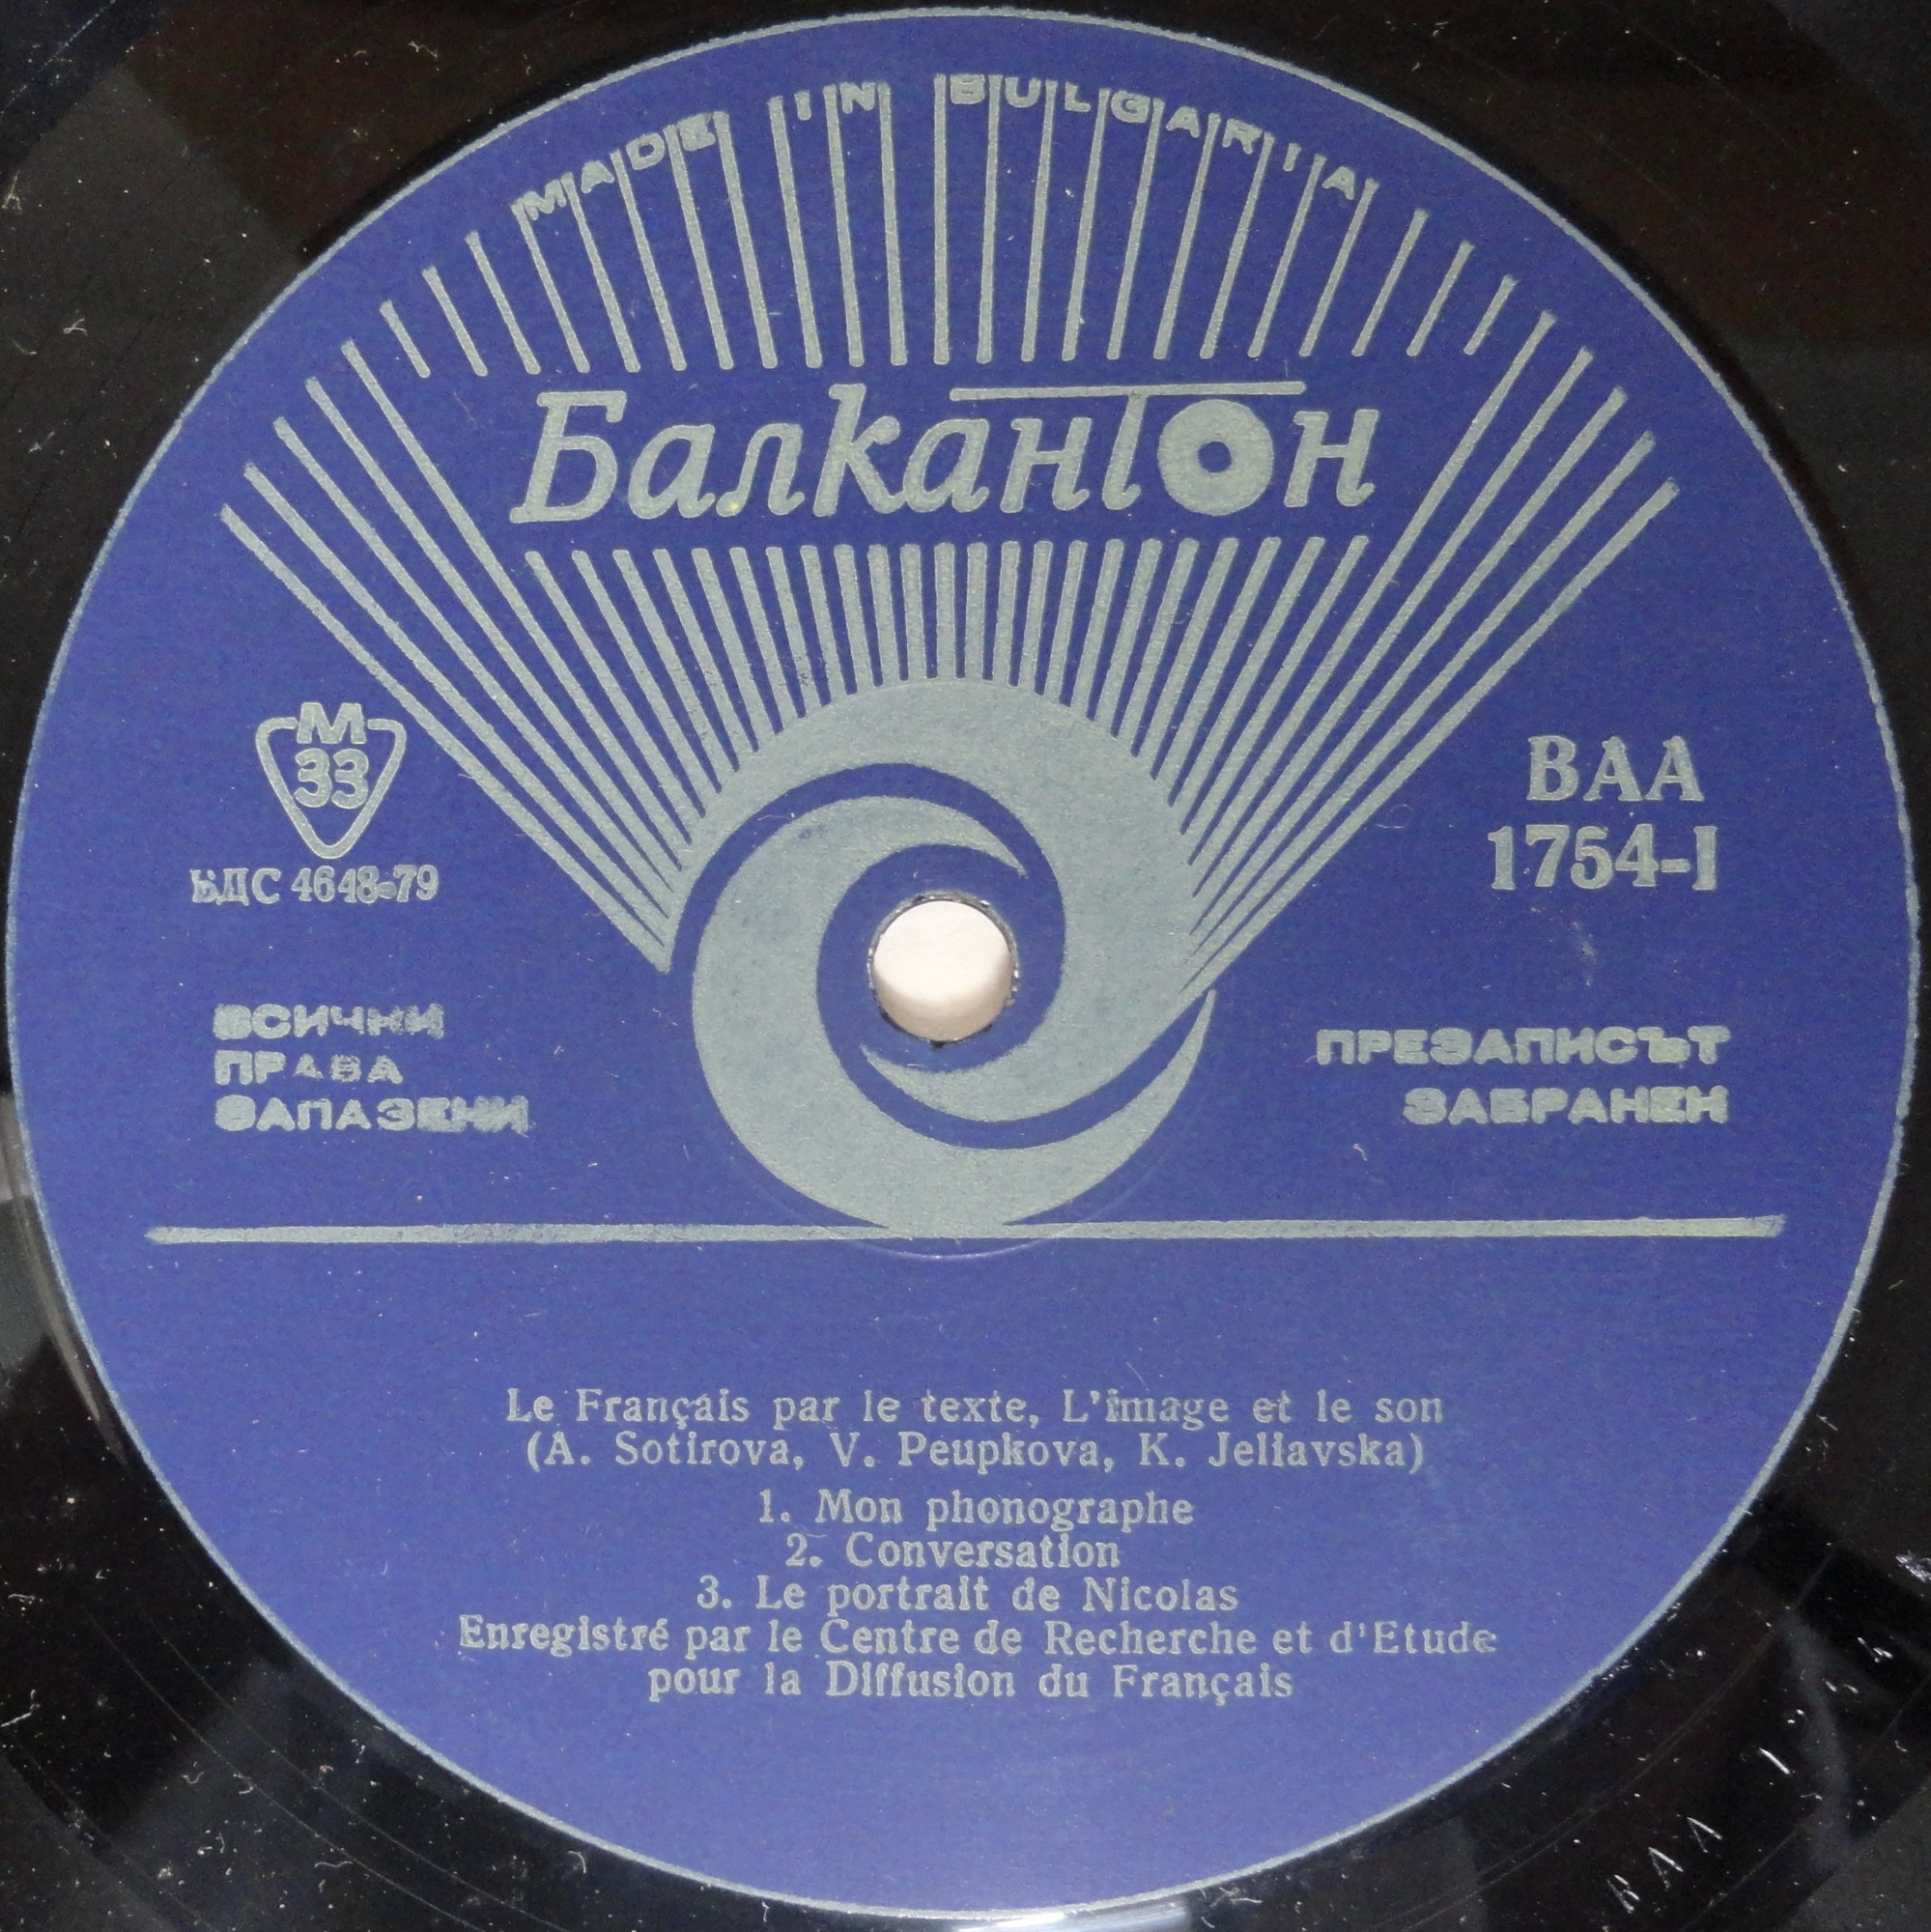 MADE IN BULGARIA
Балкантон
М
33
БДС 4648-79
ВАА
1754-I
ВСИЧКИ
ПРАВА
ЗАПАЗЕНИ
ПРЕЗАПИСЪТ
ЗАБРАНЕН
Le Français par le texte, L'image et le son
(A. Sotirova, V. Peupkova, K. Jeliavska)
1. Mon phonographe
2. Conversation
3. Le portrait de Nicolas
Enregistré par le Centre de Recherche et d'Etude
pour la Diffusion du Français
ВАА